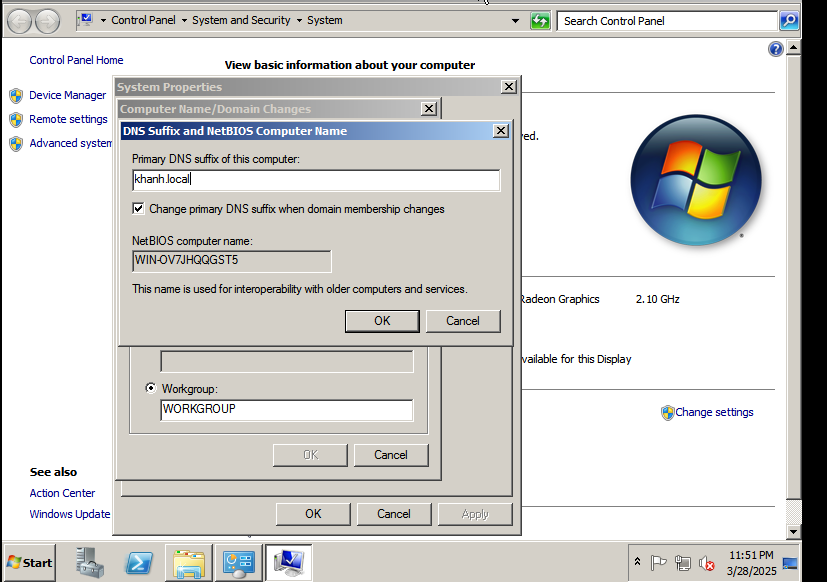 Control Panel ▾ System and Security ▾ System
Search Control Panel
Control Panel Home
View basic information about your computer
Device Manager
Remote settings
Advanced system
System Properties
Computer Name/Domain Changes
DNS Suffix and NetBIOS Computer Name
Primary DNS suffix of this computer:
khanh.local
Change primary DNS suffix when domain membership changes
NetBIOS computer name:
WIN-OV7JHQQGST5
This name is used for interoperability with older computers and services.
OK
Cancel
Radeon Graphics 2.10 GHz
vailable for this Display
Workgroup:
WORKGROUP
Change settings
OK
Cancel
See also
Action Center
Windows Update
OK
Cancel
Apply
Start
11:51 PM
3/28/2025